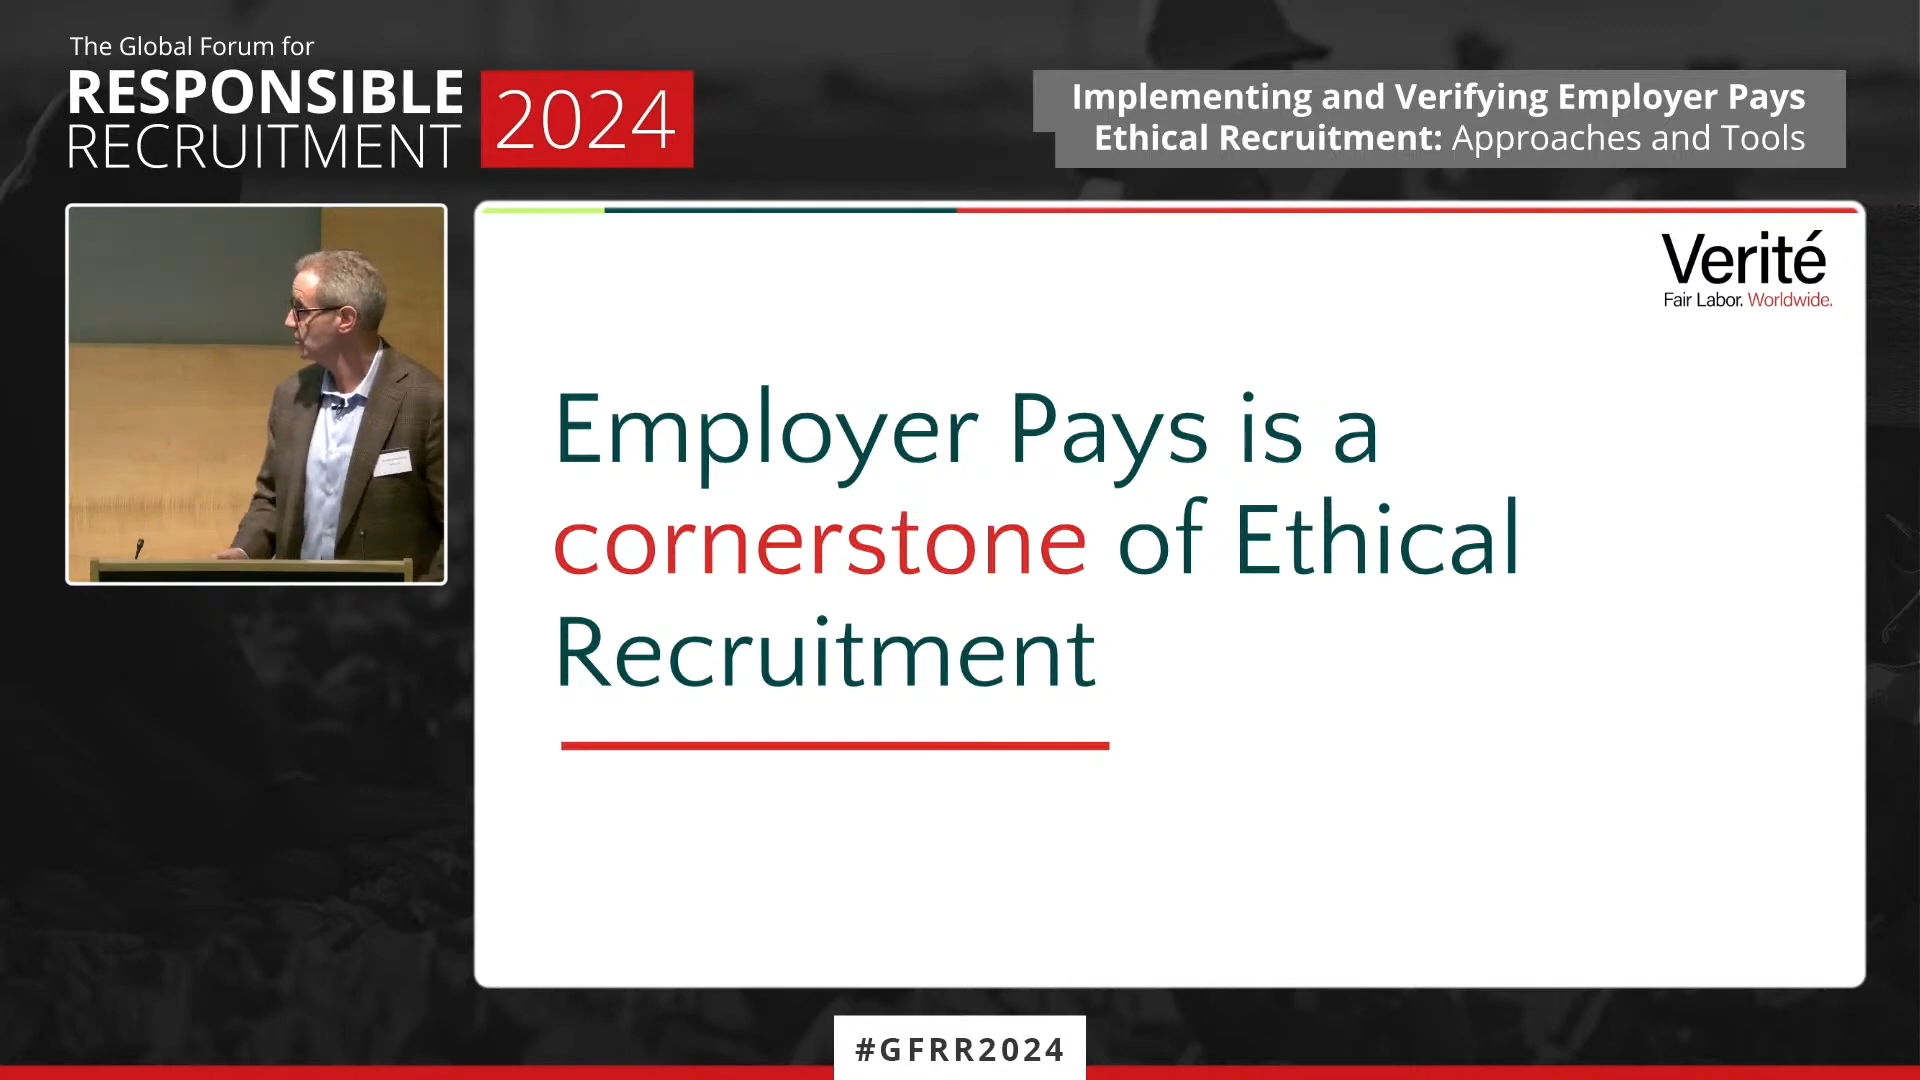 The Global Forum for
RESPONSIBLE
RECRUITMENT
2024
Implementing and Verifying Employer Pays
Ethical Recruitment: Approaches and Tools
Verité
Fair Labor. Worldwide.
Employer Pays is a
cornerstone of Ethical
Recruitment
#GFRR2024